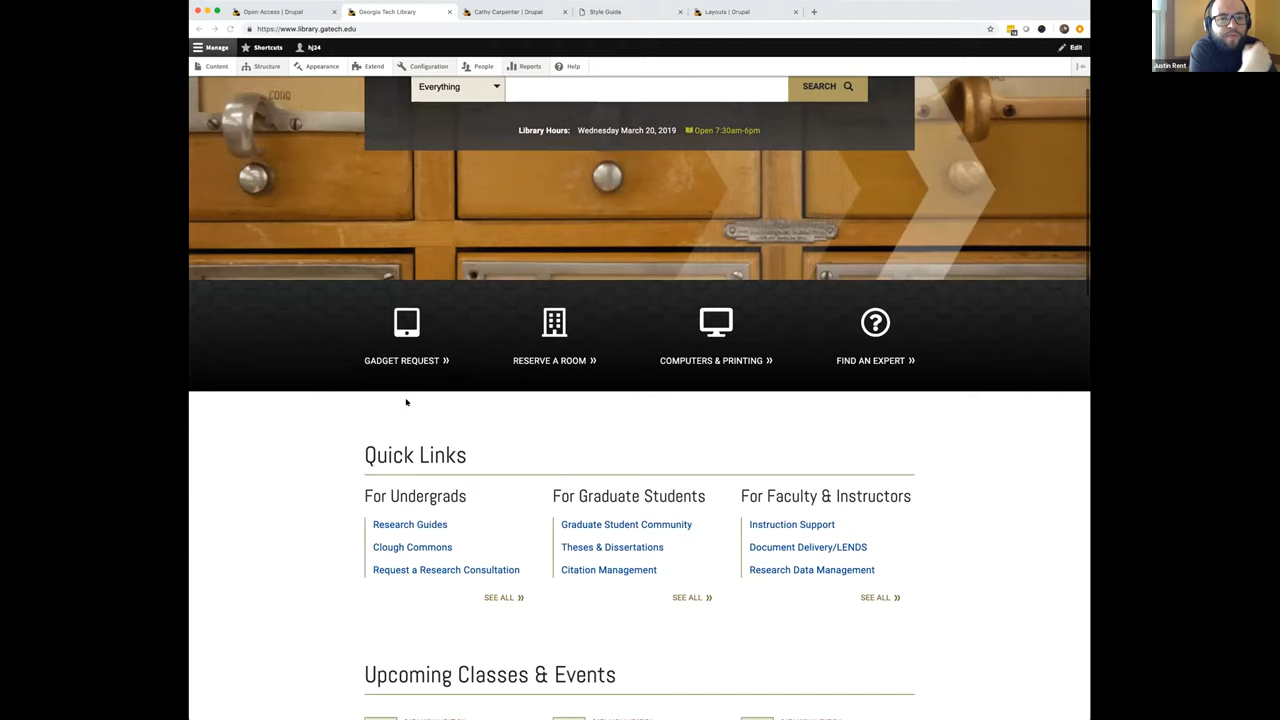 Open Access | Drupal
Georgia Tech Library
Cathy Carpenter | Drupal
Style Guide
Layouts | Drupal
https://www.library.gatech.edu
Manage
Shortcuts
hj24
Edit
Content
Structure
Appearance
Extend
Configuration
People
Reports
Help
Justin Rent
Everything
SEARCH
Library Hours: Wednesday March 20, 2019 Open 7:30am-6pm
GADGET REQUEST »
RESERVE A ROOM »
COMPUTERS & PRINTING »
FIND AN EXPERT »
Quick Links
For Undergrads
Research Guides
Clough Commons
Request a Research Consultation
SEE ALL »
For Graduate Students
Graduate Student Community
Theses & Dissertations
Citation Management
SEE ALL »
For Faculty & Instructors
Instruction Support
Document Delivery/LENDS
Research Data Management
SEE ALL »
Upcoming Classes & Events